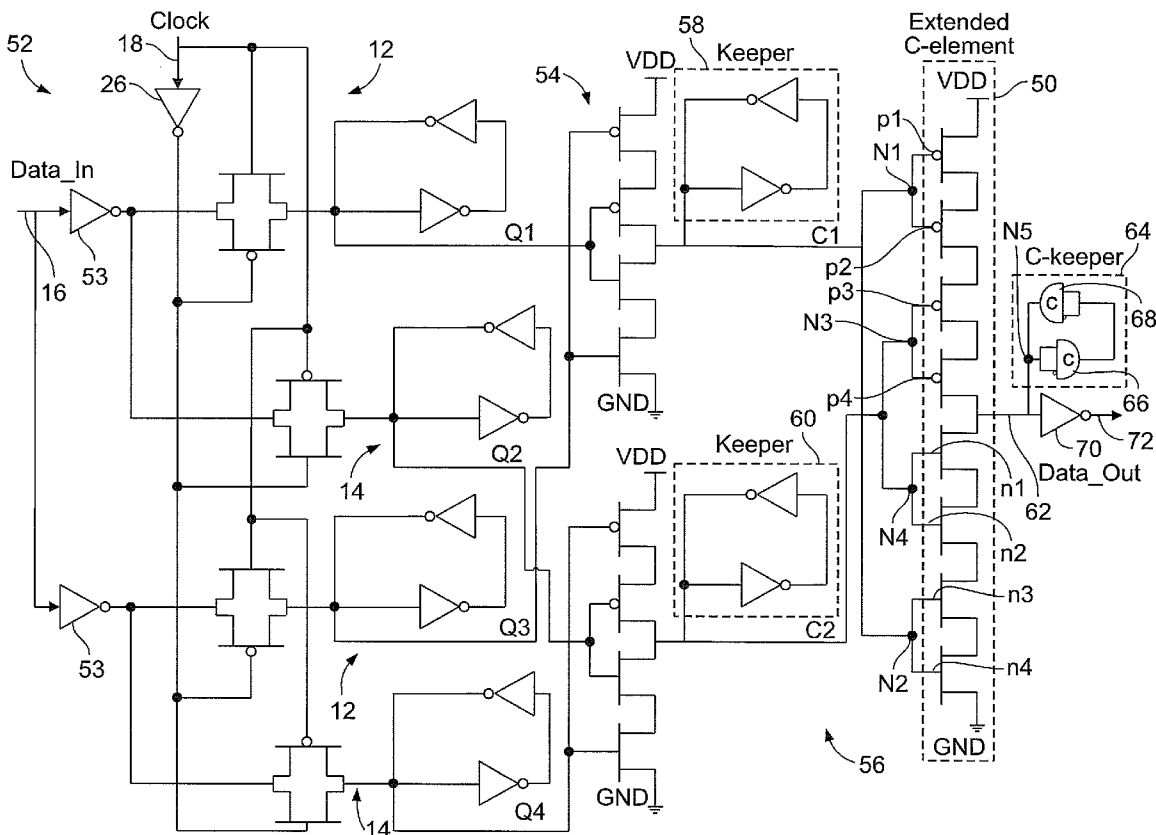 Clock
18
52
26
12
54
VDD
58
Keeper
Extended
C-element
VDD
50
p1
N1
Data_In
16
53
Q1
C1
p2
N5
64
C-keeper
p3
C
68
N3
C
p4
66
GND
60
Keeper
14
Q2
VDD
70
72
Data_Out
n1
N4
62
n2
53
Q3
12
C2
n3
N2
n4
GND
56
14
Q4
GND